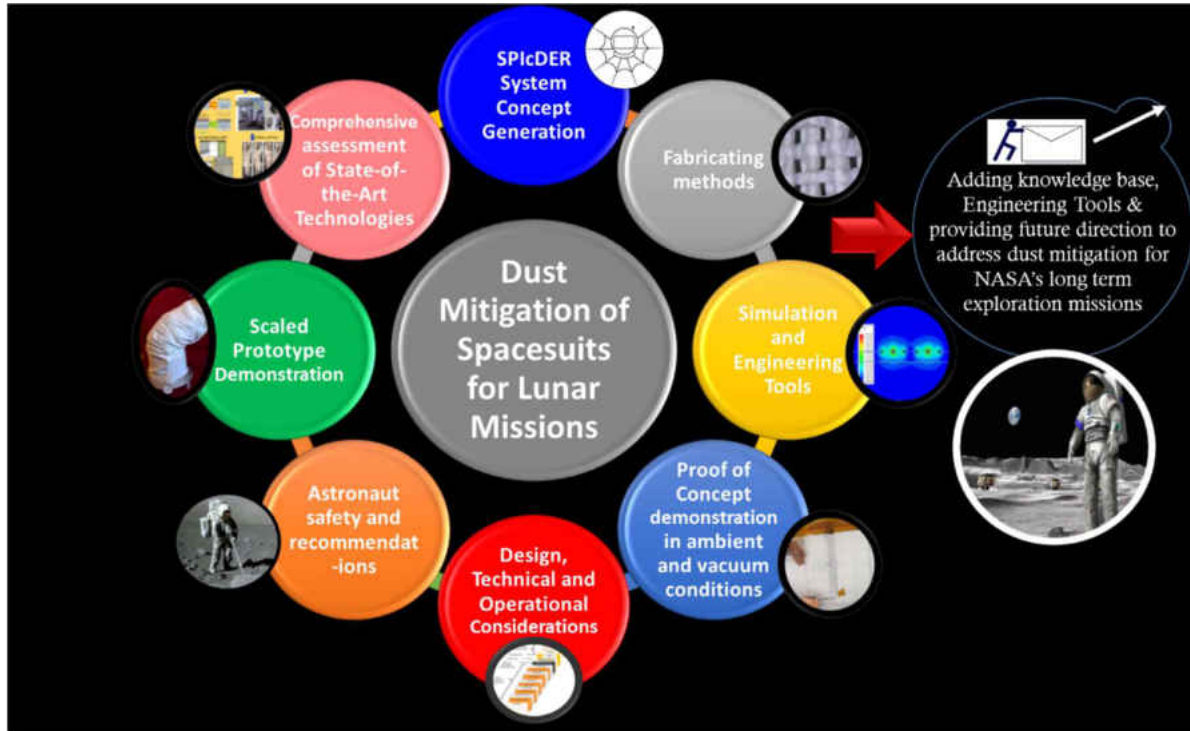 SPIcDER
System
Concept
Generation
Fabricating
methods
Simulation
and
Engineering
Tools
Proof of
Concept
demonstration
in ambient
and vacuum
conditions
Design,
Technical and
Operational
Considerations
Astronaut
safety and
recommendat
-ions
Scaled
Prototype
Demonstration
Comprehensive
assessment
of State-of-
the-Art
Technologies
Dust
Mitigation of
Spacesuits
for Lunar
Missions
Adding knowledge base,
Engineering Tools &
providing future direction to
address dust mitigation for
NASA's long term
exploration missions